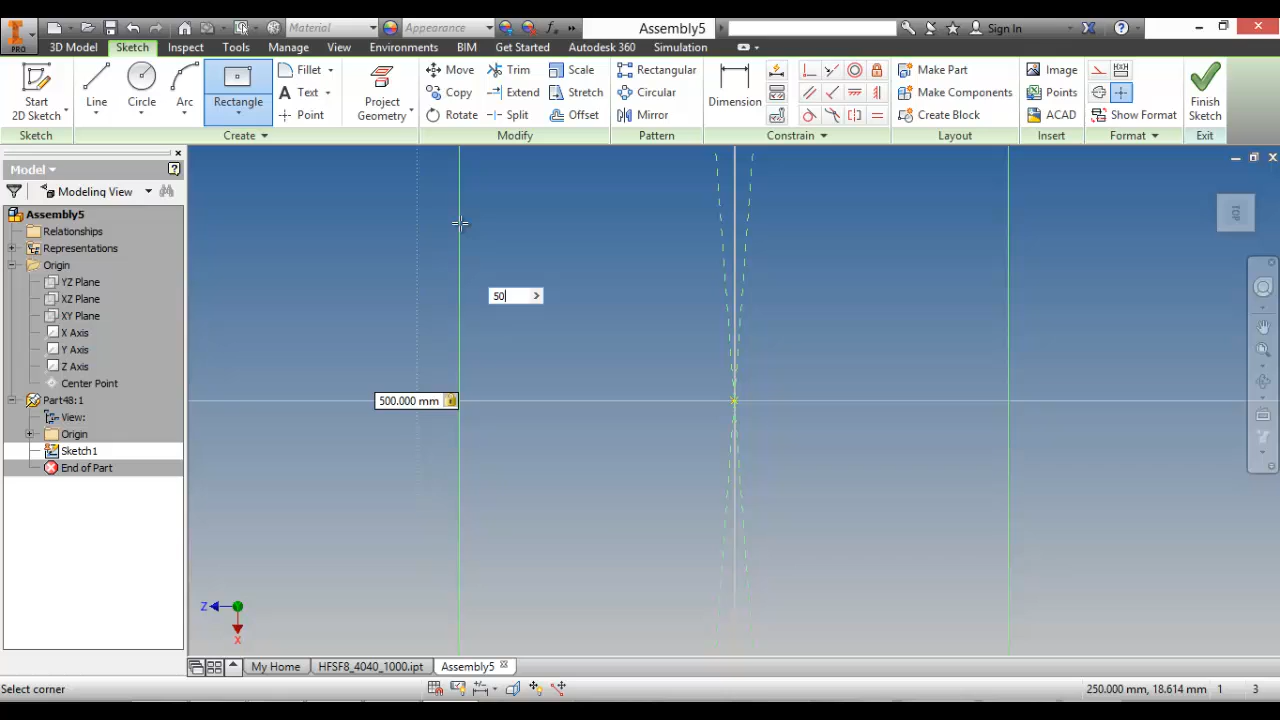 Material Appearance Assembly5 Sign In
PRO 3D Model Sketch Inspect Tools Manage View Environments BIM Get Started Autodesk 360 Simulation
Start 2D Sketch Line Circle Arc Rectangle Fillet Text Point Project Geometry Move Copy Rotate Trim Extend Split Scale Stretch Offset Rectangular Circular Mirror Dimension Make Part Make Components Create Block Image Points ACAD Show Format Finish Sketch
Sketch Create Modify Pattern Constrain Layout Insert Format Exit
Model
Modeling View
Assembly5
Relationships
Representations
Origin
YZ Plane
XZ Plane
XY Plane
X Axis
Y Axis
Z Axis
Center Point
Part48:1
View:
Origin
Sketch1
End of Part
TOP
50
500.000 mm
Z
X
My Home HFSF8_4040_1000.ipt Assembly5
Select corner 250.000 mm, 18.614 mm 1 3